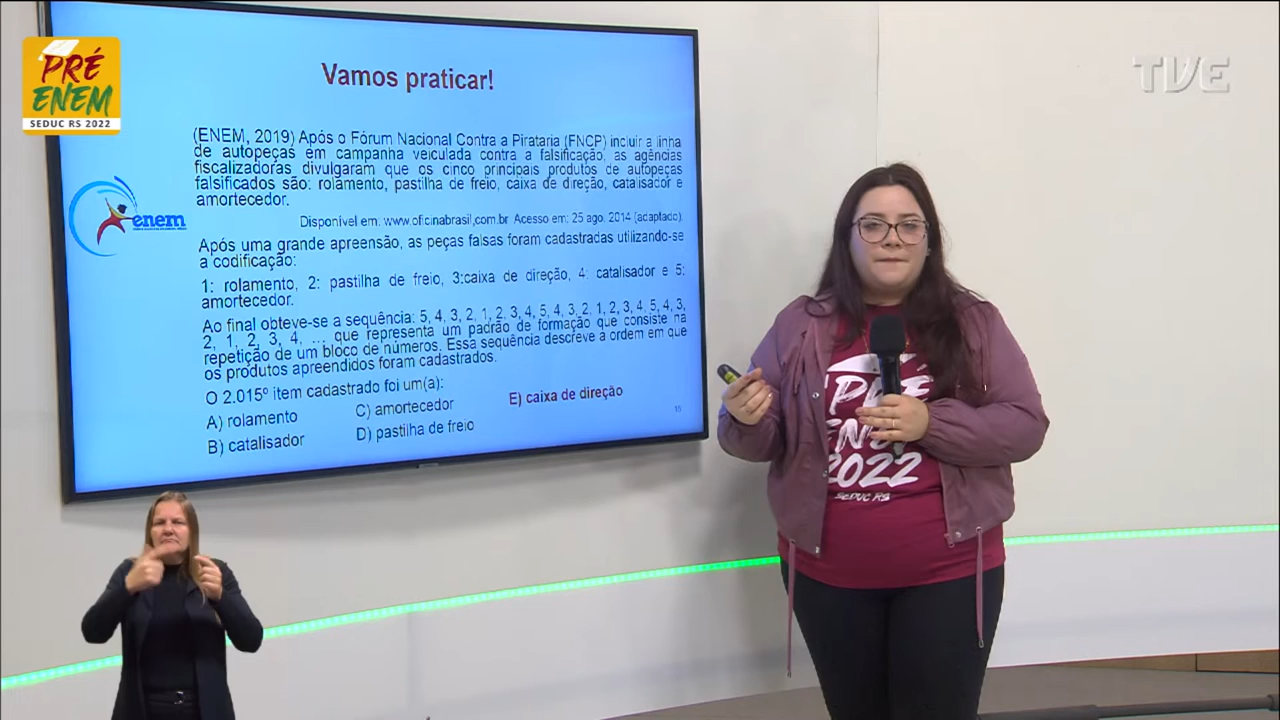 PRÉ
ENEM
SEDUC RS 2022
TVE
Vamos praticar!
(ENEM, 2019) Após o Fórum Nacional Contra a Pirataria (FNCP) incluir a linha
de autopeças em campanha veiculada contra a falsificação, as agências
fiscalizadoras divulgaram que os cinco principais produtos de autopeças
falsificados são: rolamento, pastilha de freio, caixa de direção, catalisador e
amortecedor.
Disponível em: www.oficinabrasil.com.br Acesso em: 25 ago. 2014 (adaptado).
enem
Após uma grande apreensão, as peças falsas foram cadastradas utilizando-se
a codificação:
1: rolamento, 2: pastilha de freio, 3:caixa de direção, 4: catalisador e 5:
amortecedor.
Ao final obteve-se a sequência: 5, 4, 3, 2, 1, 2, 3, 4, 5, 4, 3, 2, 1, 2, 3, 4, 5, 4, 3,
2, 1, 2, 3, 4, ... que representa um padrão de formação que consiste na
repetição de um bloco de números. Essa sequência descreve a ordem em que
os produtos apreendidos foram cadastrados.
O 2.015º item cadastrado foi um(a):
A) rolamento C) amortecedor E) caixa de direção
B) catalisador D) pastilha de freio
15
PRÉ
ENEM
2022
SEDUC RS